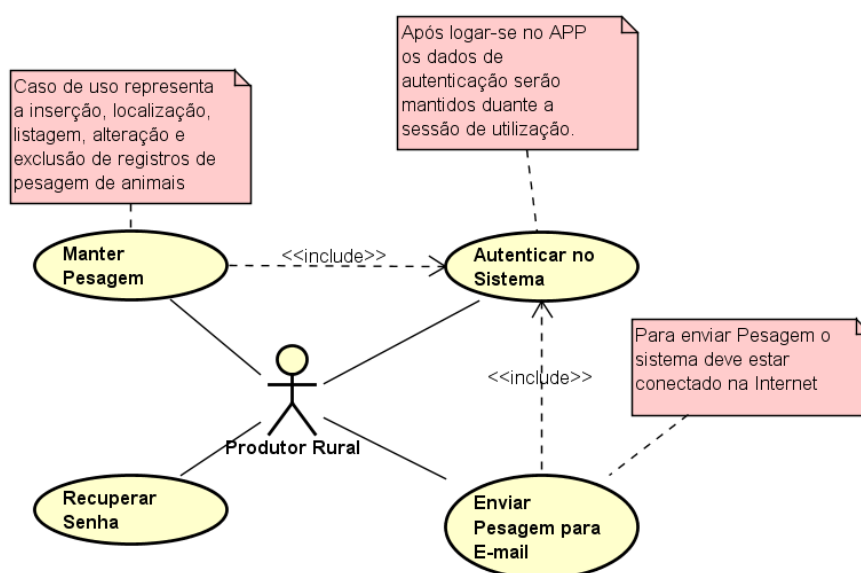 Após logar-se no APP
os dados de
autenticação serão
mantidos duante a
sessão de utilização.
Caso de uso representa
a inserção, localização,
listagem, alteração e
exclusão de registros de
pesagem de animais
Manter
Pesagem
<<include>>
Autenticar no
Sistema
Para enviar Pesagem o
sistema deve estar
conectado na Internet
<<include>>
Produtor Rural
Recuperar
Senha
Enviar
Pesagem para
E-mail